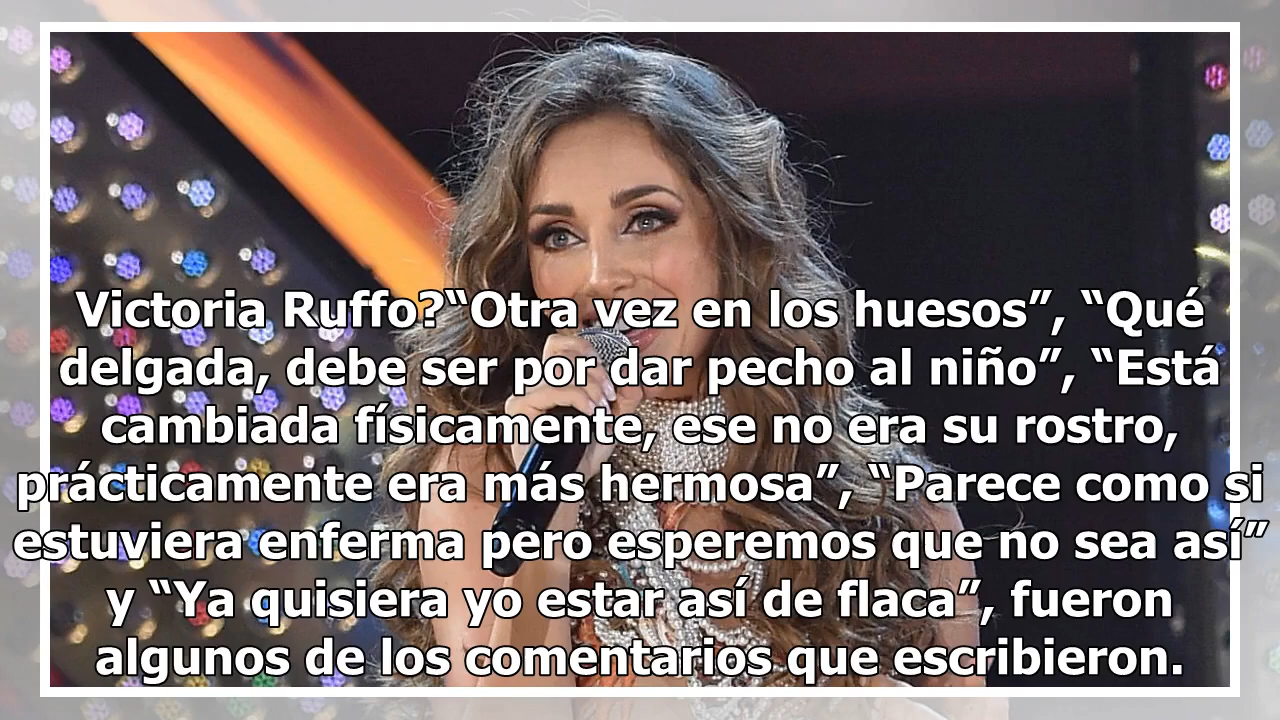 Victoria Ruffo?“Otra vez en los huesos”, “Qué
delgada, debe ser por dar pecho al niño”, “Está
cambiada físicamente, ese no era su rostro,
prácticamente era más hermosa”, “Parece como si
estuviera enferma pero esperemos que no sea así”
y “Ya quisiera yo estar así de flaca”, fueron
algunos de los comentarios que escribieron.